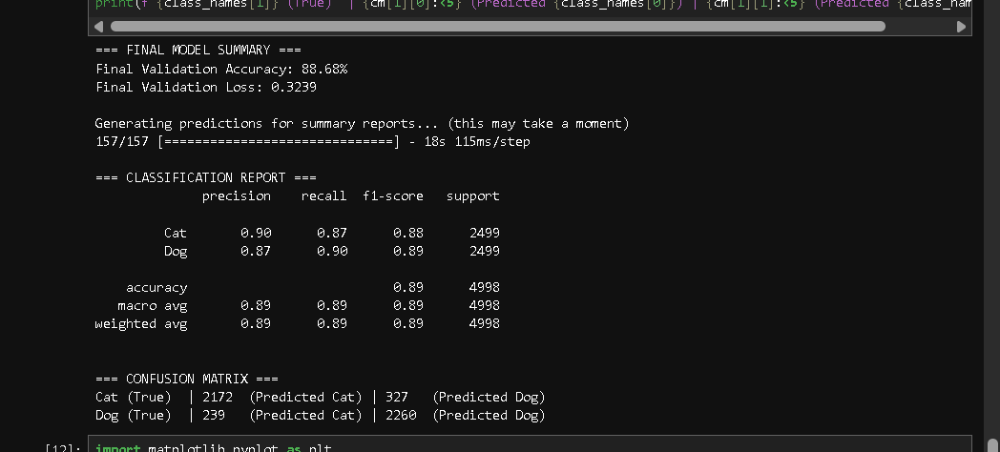 print(f"{class_names[1]} (True)  | {cm[1][0]:<5} (Predicted {class_names[0]}) | {cm[1][1]:<5} (Predicted {class_nam
=== FINAL MODEL SUMMARY ===
Final Validation Accuracy: 88.68%
Final Validation Loss: 0.3239
Generating predictions for summary reports... (this may take a moment)
157/157 [==============================] - 18s 115ms/step
=== CLASSIFICATION REPORT ===
precision recall f1-score support
Cat 0.90 0.87 0.88 2499
Dog 0.87 0.90 0.89 2499
accuracy 0.89 4998
macro avg 0.89 0.89 0.89 4998
weighted avg 0.89 0.89 0.89 4998
=== CONFUSION MATRIX ===
Cat (True)  | 2172  (Predicted Cat) | 327   (Predicted Dog)
Dog (True)  | 239   (Predicted Cat) | 2260  (Predicted Dog)
[12]: import matplotlib.pyplot as plt